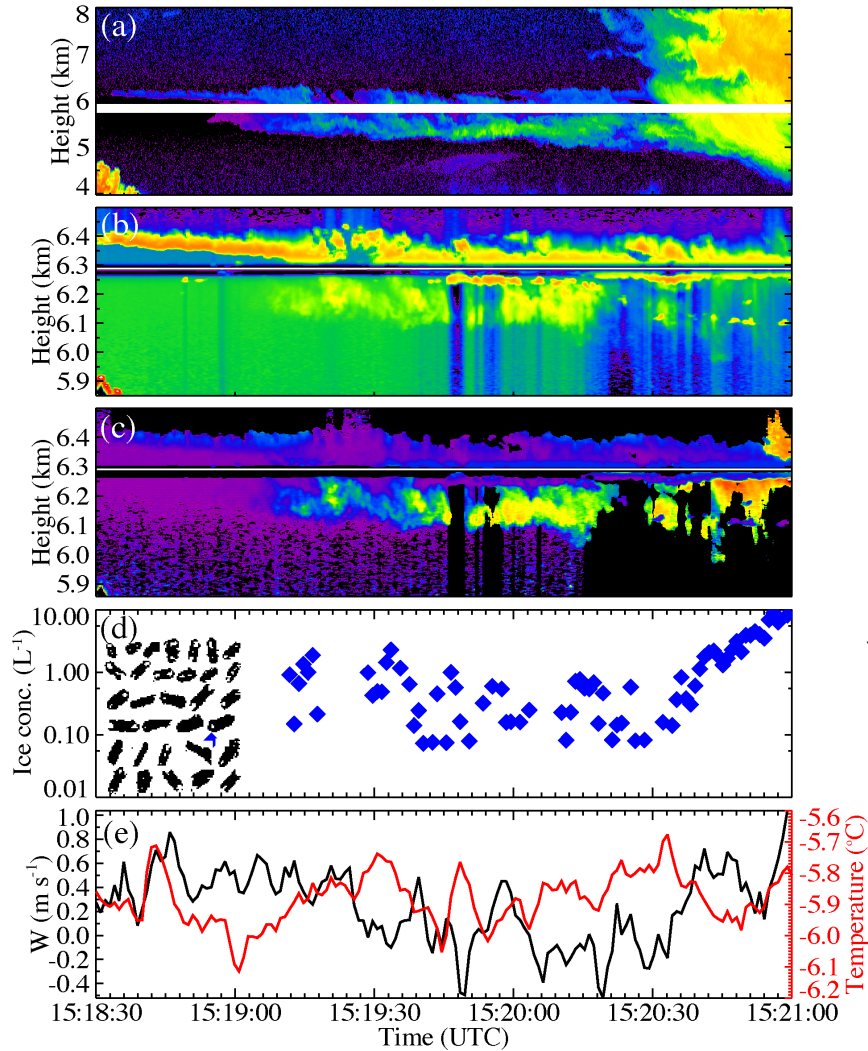 (a)
8
7
6
5
4
Height (km)
(b)
6.4
6.3
6.2
6.1
6.0
5.9
Height (km)
Height (km)
(c)
6.4
6.3
6.2
6.1
6.0
5.9
Height (km)
Height (km)
(d)
10.00
1.00
0.10
0.01
Ice conc. (L⁻¹)
(e)
1.0
0.8
0.6
0.4
0.2
0.0
-0.2
-0.4
W (m s⁻¹)
-5.6
-5.7
-5.8
-5.9
-6.0
-6.1
-6.2
Temperature (°C)
15:18:30 15:19:00 15:19:30 15:20:00 15:20:30 15:21:00
Time (UTC)